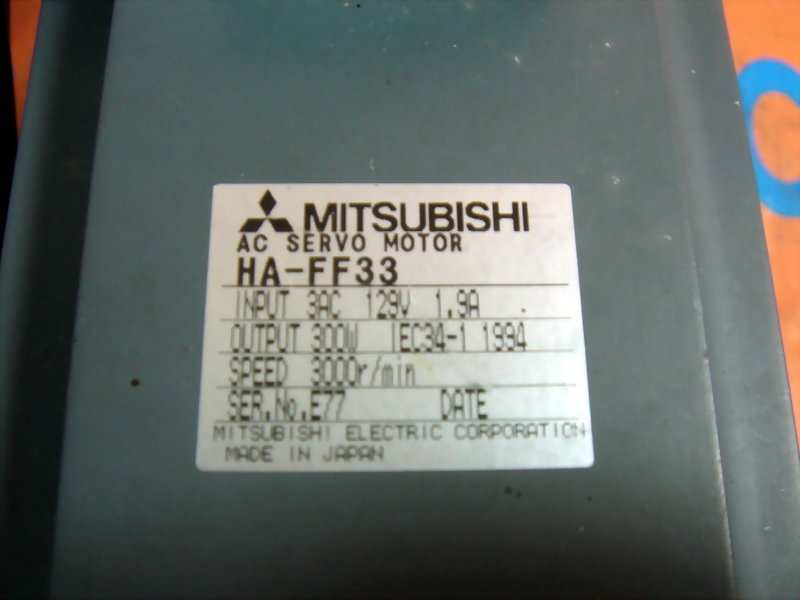 MITSUBISHI
AC SERVO MOTOR
HA-FF33
INPUT 3AC 129V 1.9A
OUTPUT 300W IEC34-1 1994
SPEED 3000r/min
SER.No.E77 DATE
MITSUBISHI ELECTRIC CORPORATION
MADE IN JAPAN